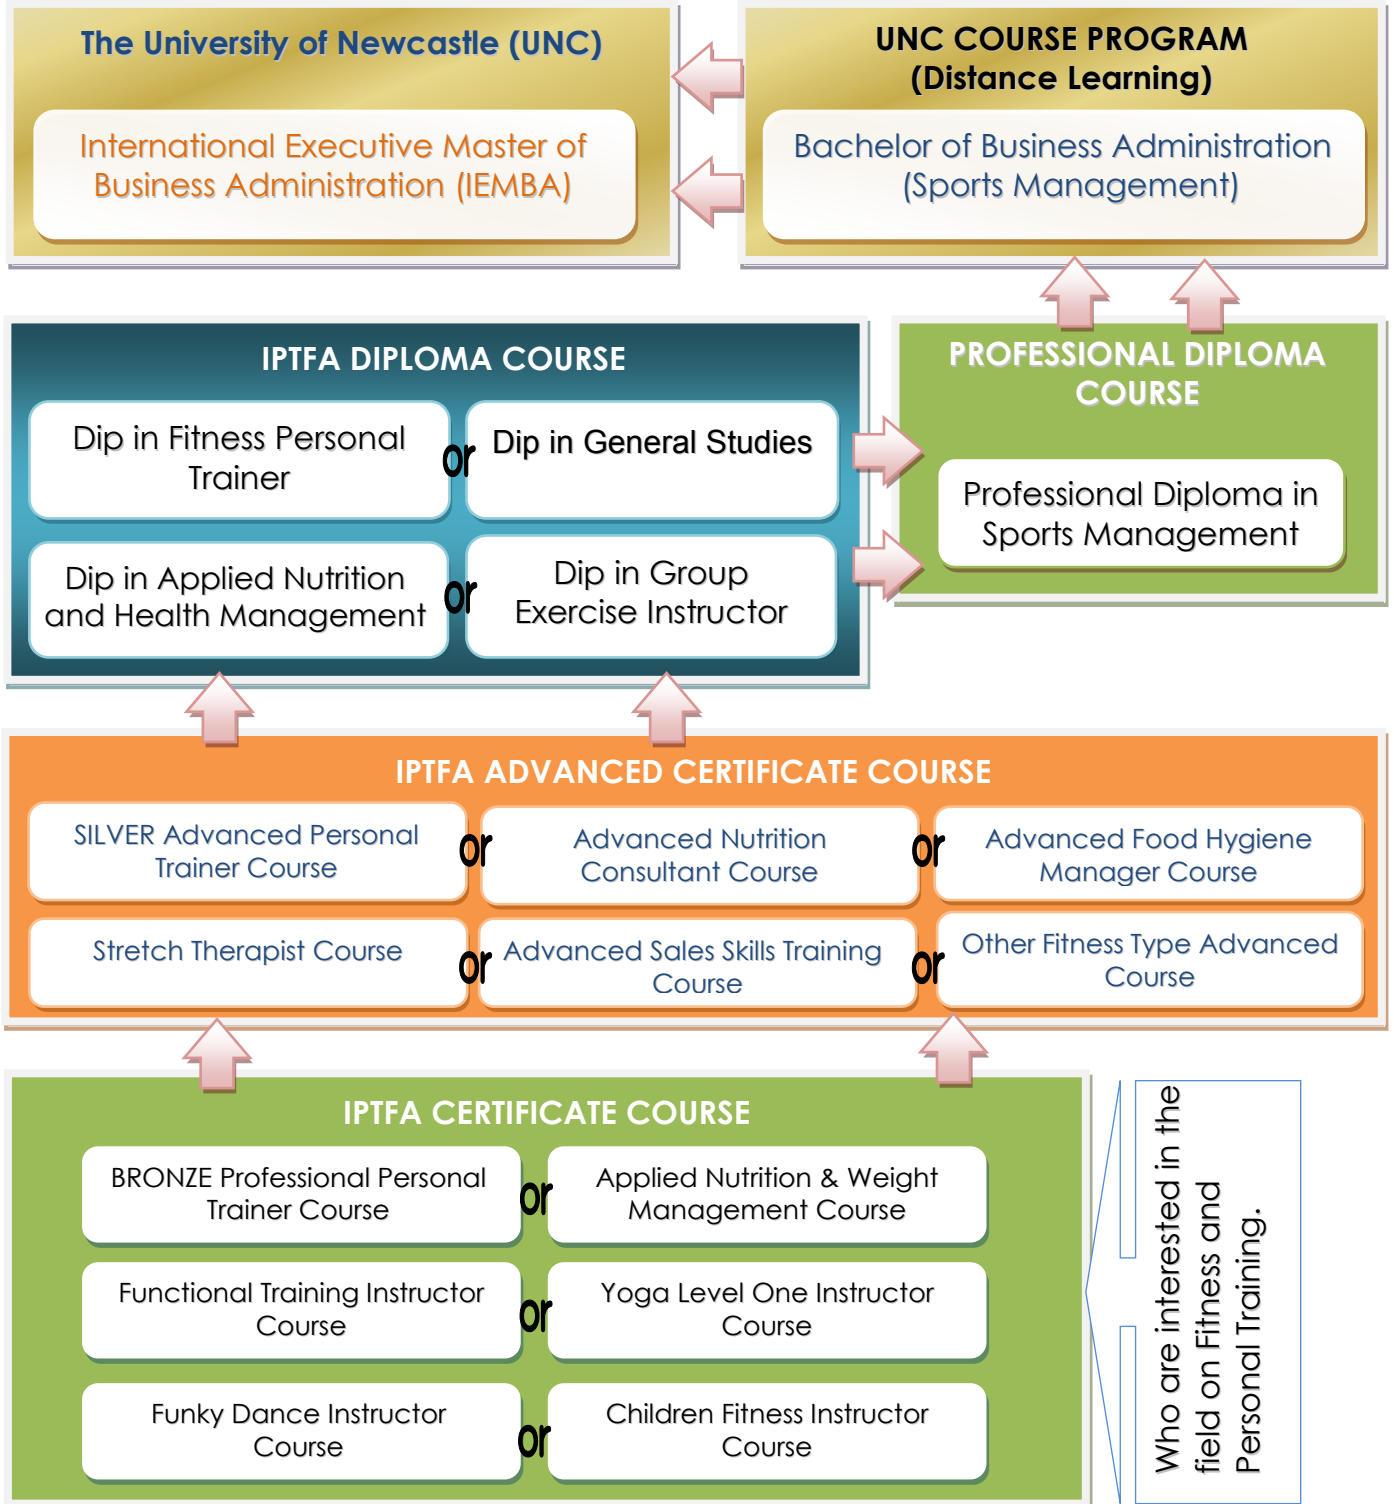 The University of Newcastle (UNC)
International Executive Master of
Business Administration (IEMBA)
UNC COURSE PROGRAM
(Distance Learning)
Bachelor of Business Administration
(Sports Management)
IPTFA DIPLOMA COURSE
Dip in Fitness Personal
Trainer
or
Dip in General Studies
Dip in Applied Nutrition
and Health Management
or
Dip in Group
Exercise Instructor
PROFESSIONAL DIPLOMA
COURSE
Professional Diploma in
Sports Management
IPTFA ADVANCED CERTIFICATE COURSE
SILVER Advanced Personal
Trainer Course
or
Advanced Nutrition
Consultant Course
or
Advanced Food Hygiene
Manager Course
Stretch Therapist Course
or
Advanced Sales Skills Training
Course
or
Other Fitness Type Advanced
Course
IPTFA CERTIFICATE COURSE
BRONZE Professional Personal
Trainer Course
or
Applied Nutrition & Weight
Management Course
Functional Training Instructor
Course
or
Yoga Level One Instructor
Course
Funky Dance Instructor
Course
or
Children Fitness Instructor
Course
Who are interested in the
field on Fitness and
Personal Training.